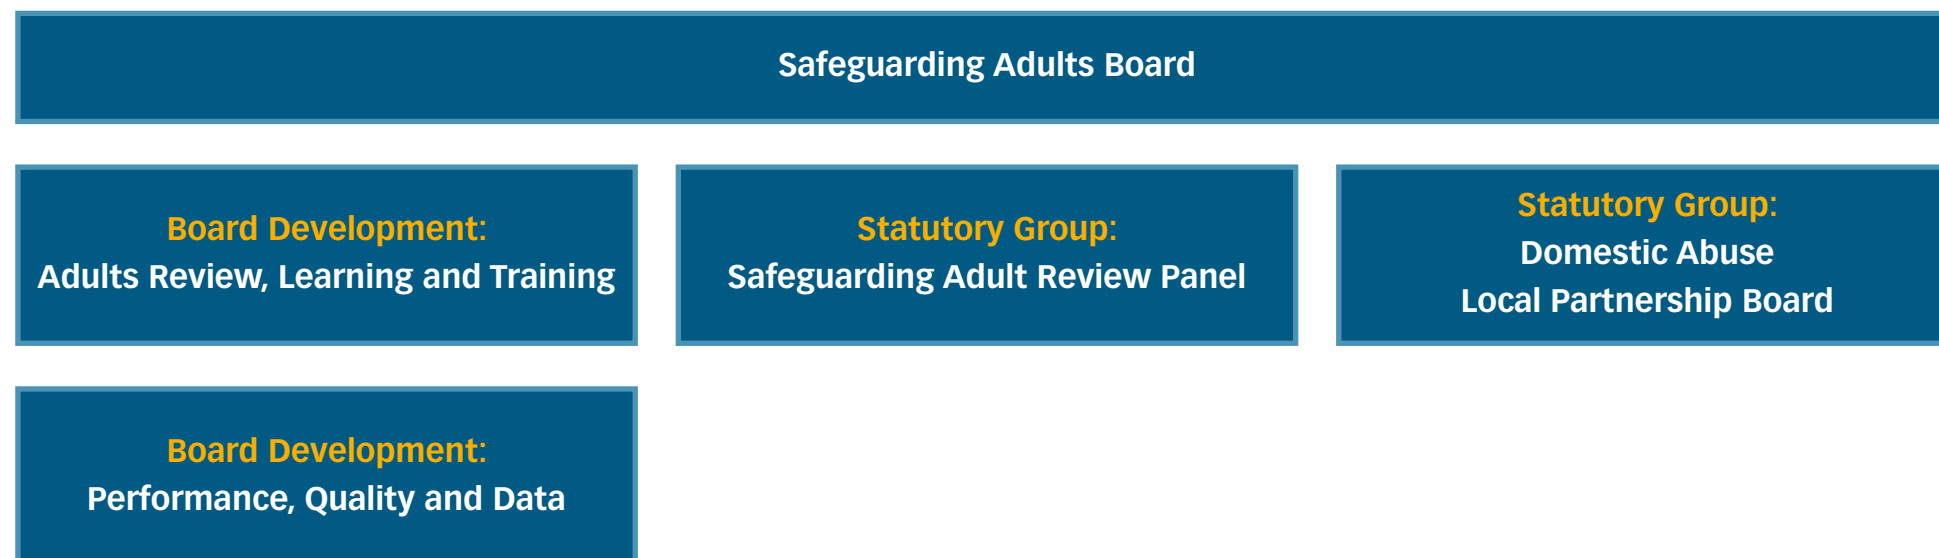 Safeguarding Adults Board
Board Development:
Adults Review, Learning and Training
Statutory Group:
Safeguarding Adult Review Panel
Statutory Group:
Domestic Abuse
Local Partnership Board
Board Development:
Performance, Quality and Data